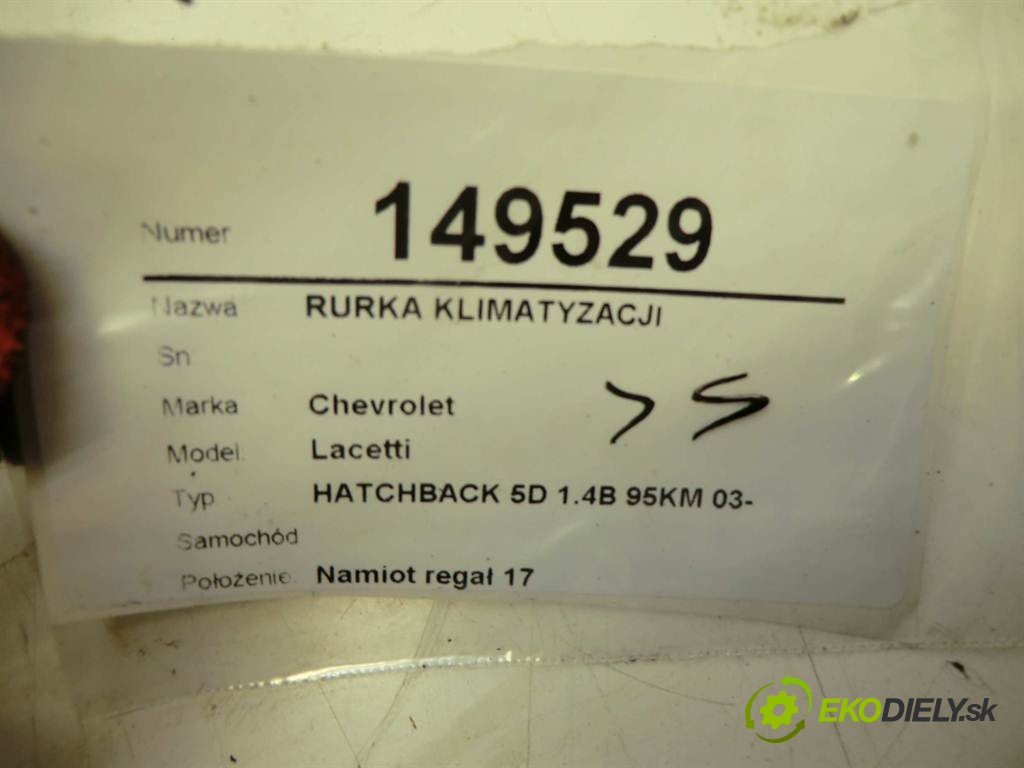 Numer 149529
Nazwa RURKA KLIMATYZACJI
Sn
Marka Chevrolet
Model Lacetti
Typ HATCHBACK 5D 1.4B 95KM 03-
Samochód
Położenie Namiot regał 17
EKODIELY.sk